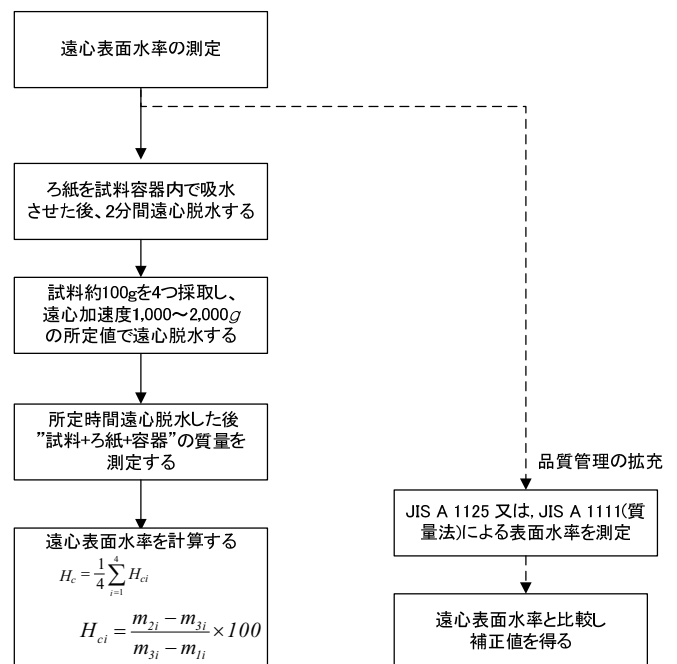 遠心表面水率の測定
ろ紙を試料容器内で吸水
させた後、2分間遠心脱水する
試料約100gを4つ採取し、
遠心加速度1,000～2,000g
の所定値で遠心脱水する
所定時間遠心脱水した後
”試料+ろ紙+容器”の質量を
測定する
遠心表面水率を計算する
H_c = \frac{1}{4} \sum_{i=1}^{4} H_{ci}
H_{ci} = \frac{m_{2i} - m_{3i}}{m_{3i} - m_{1i}} × 100
品質管理の拡充
JIS A 1125 又は, JIS A 1111(質
量法)による表面水率を測定
遠心表面水率と比較し
補正値を得る